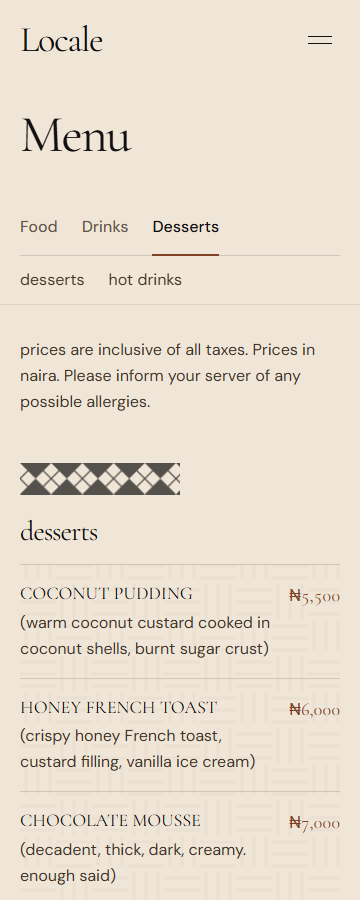 Locale
Menu
Food Drinks Desserts
desserts hot drinks
prices are inclusive of all taxes. Prices in
naira. Please inform your server of any
possible allergies.
desserts
COCONUT PUDDING ₦5,500
(warm coconut custard cooked in
coconut shells, burnt sugar crust)
HONEY FRENCH TOAST ₦6,000
(crispy honey French toast,
custard filling, vanilla ice cream)
CHOCOLATE MOUSSE ₦7,000
(decadent, thick, dark, creamy.
enough said)